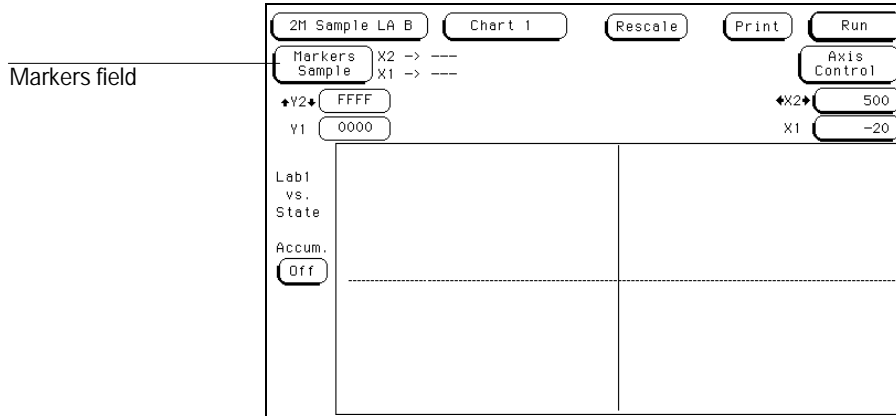 2M Sample LA B Chart 1 Rescale Print Run
Markers Sample X2 -> ---
X1 -> ---
Axis Control
Markers field
Y2 FFFF
X2 500
Y1 0000
X1 -20
Lab1
vs.
State
Accum.
Off